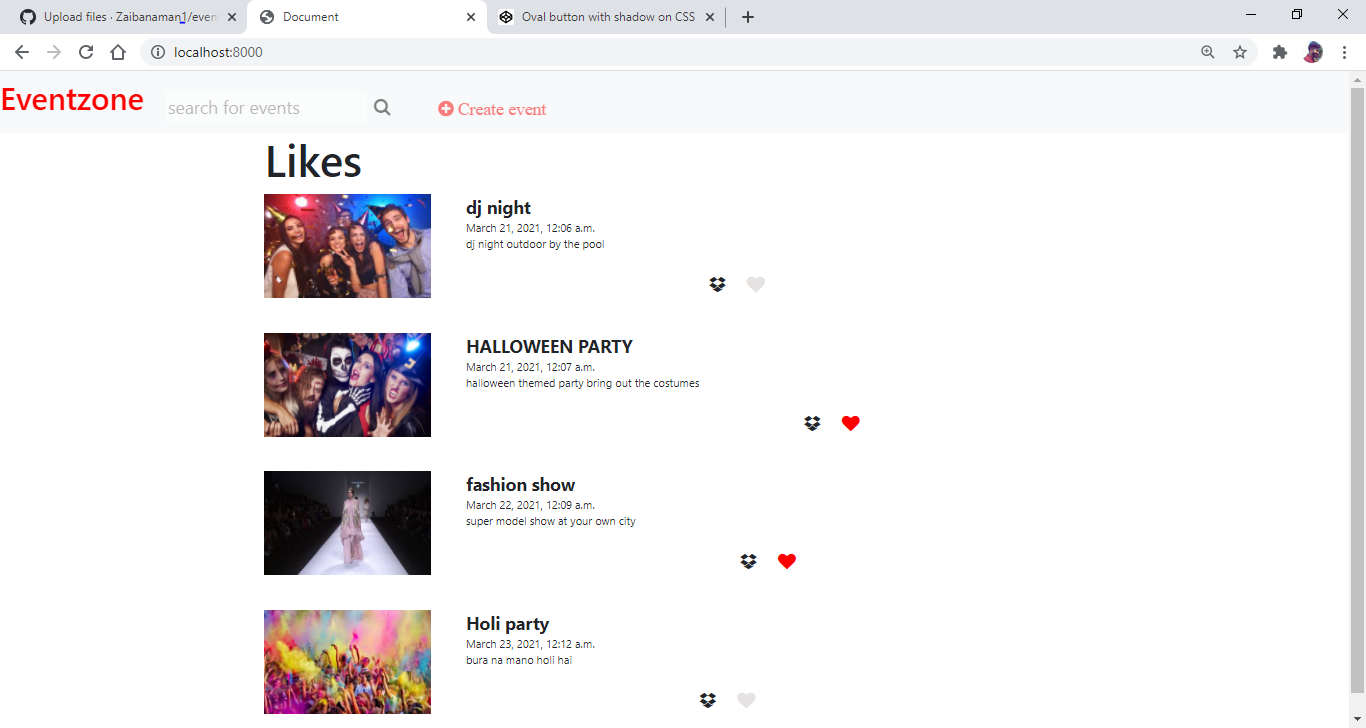 Upload files · Zaibanaman1/even
Document
Oval button with shadow on CSS
localhost:8000
Eventzone
search for events
Create event
Likes
dj night
March 21, 2021, 12:06 a.m.
dj night outdoor by the pool
HALLOWEEN PARTY
March 21, 2021, 12:07 a.m.
halloween themed party bring out the costumes
fashion show
March 22, 2021, 12:09 a.m.
super model show at your own city
Holi party
March 23, 2021, 12:12 a.m.
bura na mano holi hai